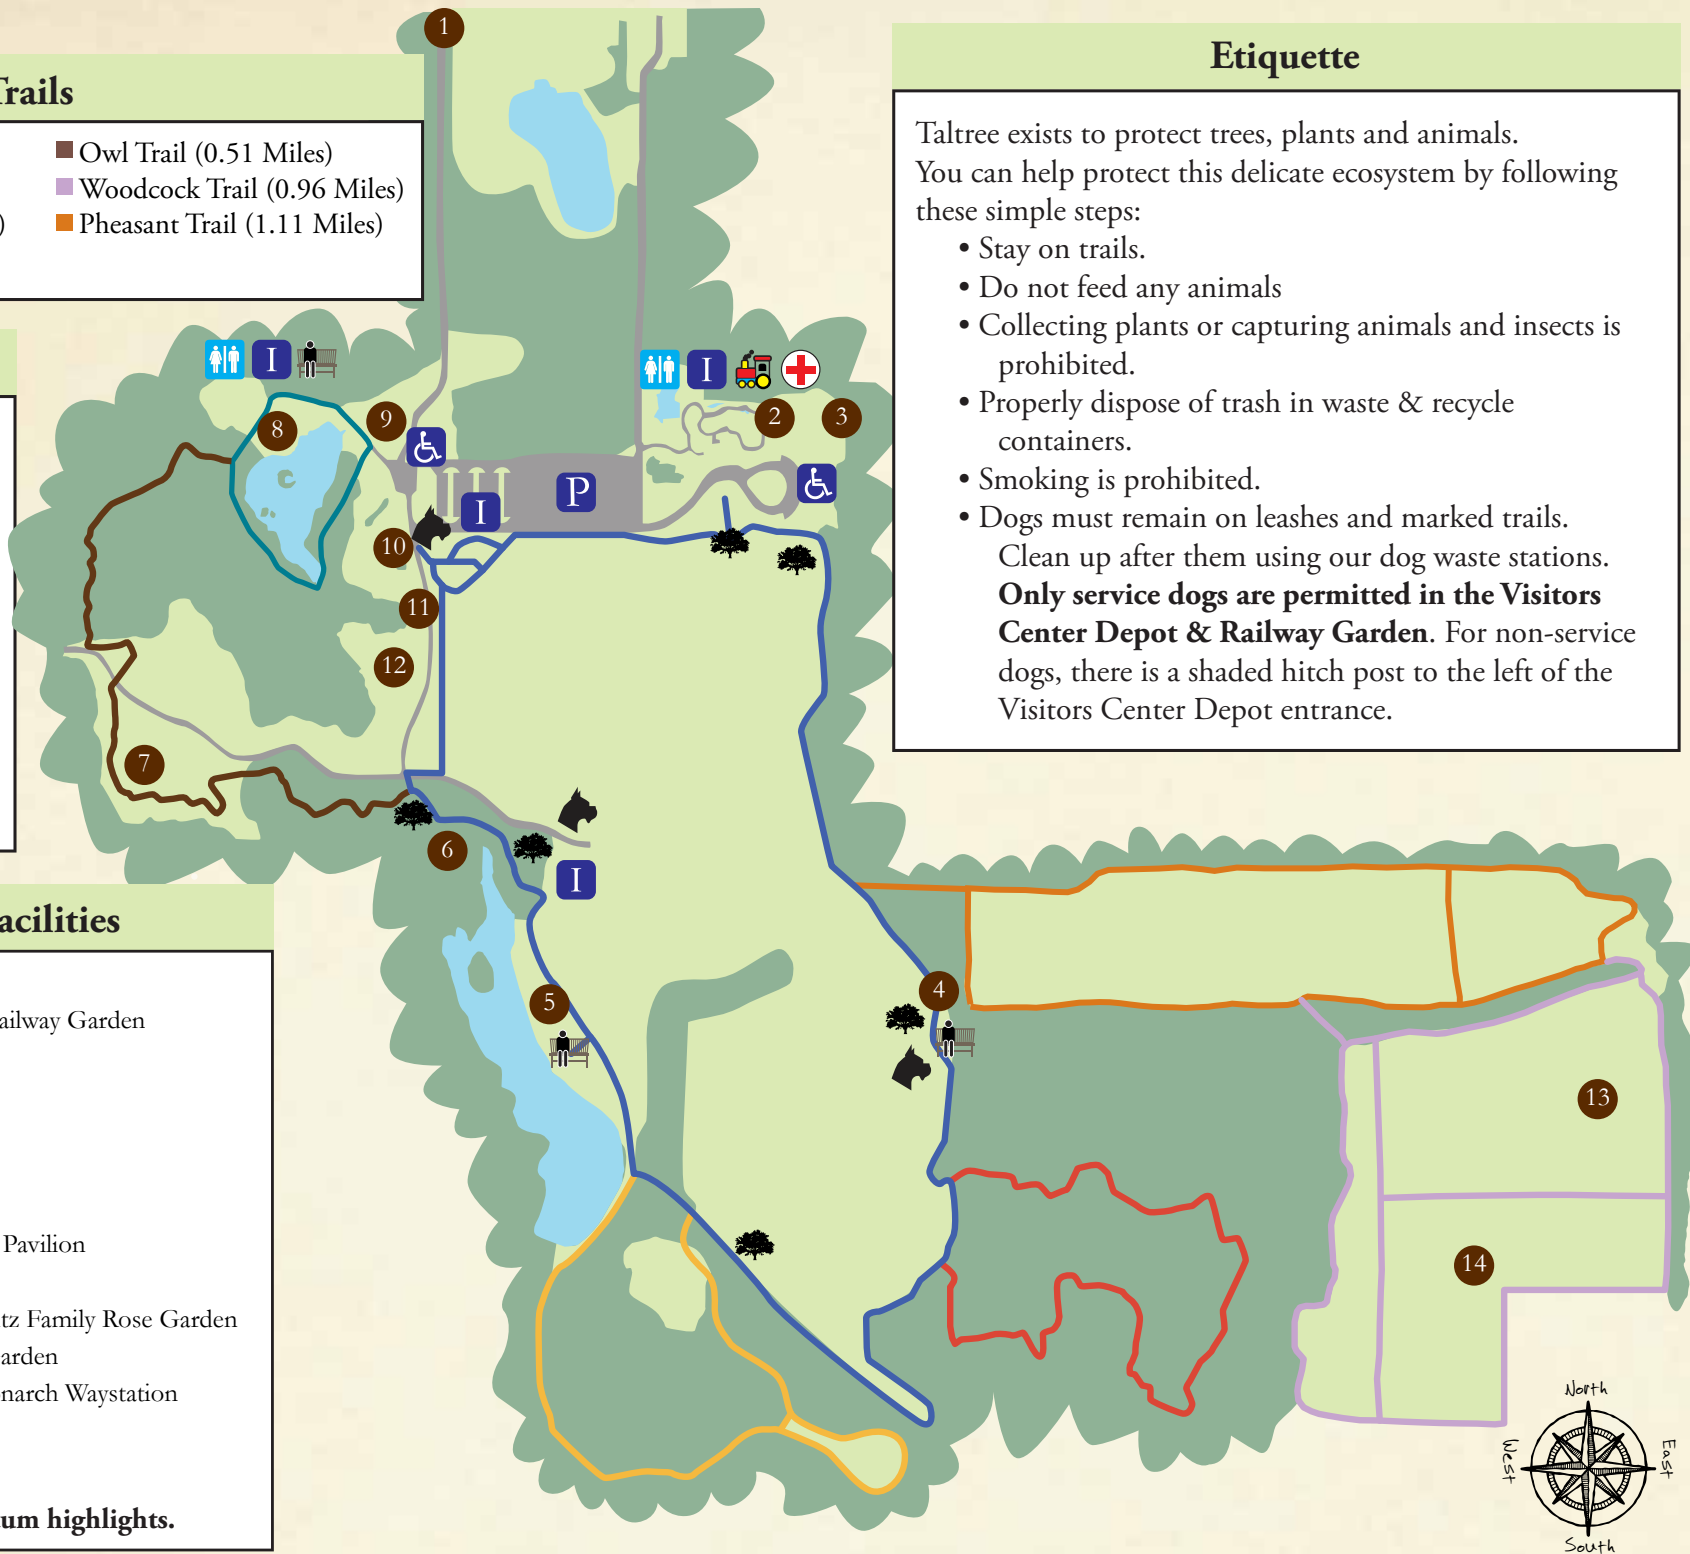 Trails
Owl Trail (0.51 Miles)
Woodcock Trail (0.96 Miles)
)
Pheasant Trail (1.11 Miles)
Etiquette
Taltree exists to protect trees, plants and animals.
You can help protect this delicate ecosystem by following
these simple steps:
• Stay on trails.
• Do not feed any animals
• Collecting plants or capturing animals and insects is
prohibited.
• Properly dispose of trash in waste & recycle
containers.
• Smoking is prohibited.
• Dogs must remain on leashes and marked trails.
Clean up after them using our dog waste stations.
Only service dogs are permitted in the Visitors
Center Depot & Railway Garden. For non-service
dogs, there is a shaded hitch post to the left of the
Visitors Center Depot entrance.
1
I
I
8
9
2
3
P
I
10
11
12
7
6
I
5
4
13
14
acilities
ailway Garden
Pavilion
tz Family Rose Garden
arden
narch Waystation
um highlights.
North
West
East
South